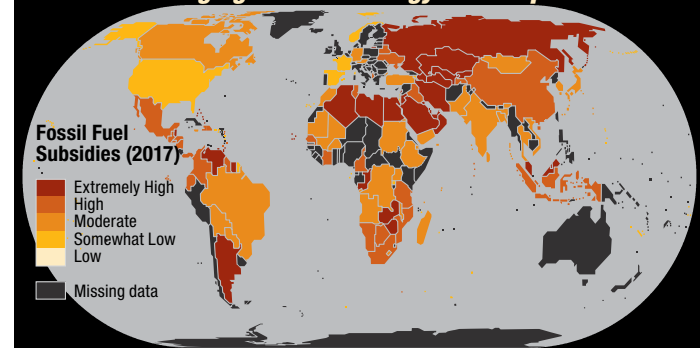 Fossil Fuel
Subsidies (2017)
Extremely High
High
Moderate
Somewhat Low
Low
Missing data